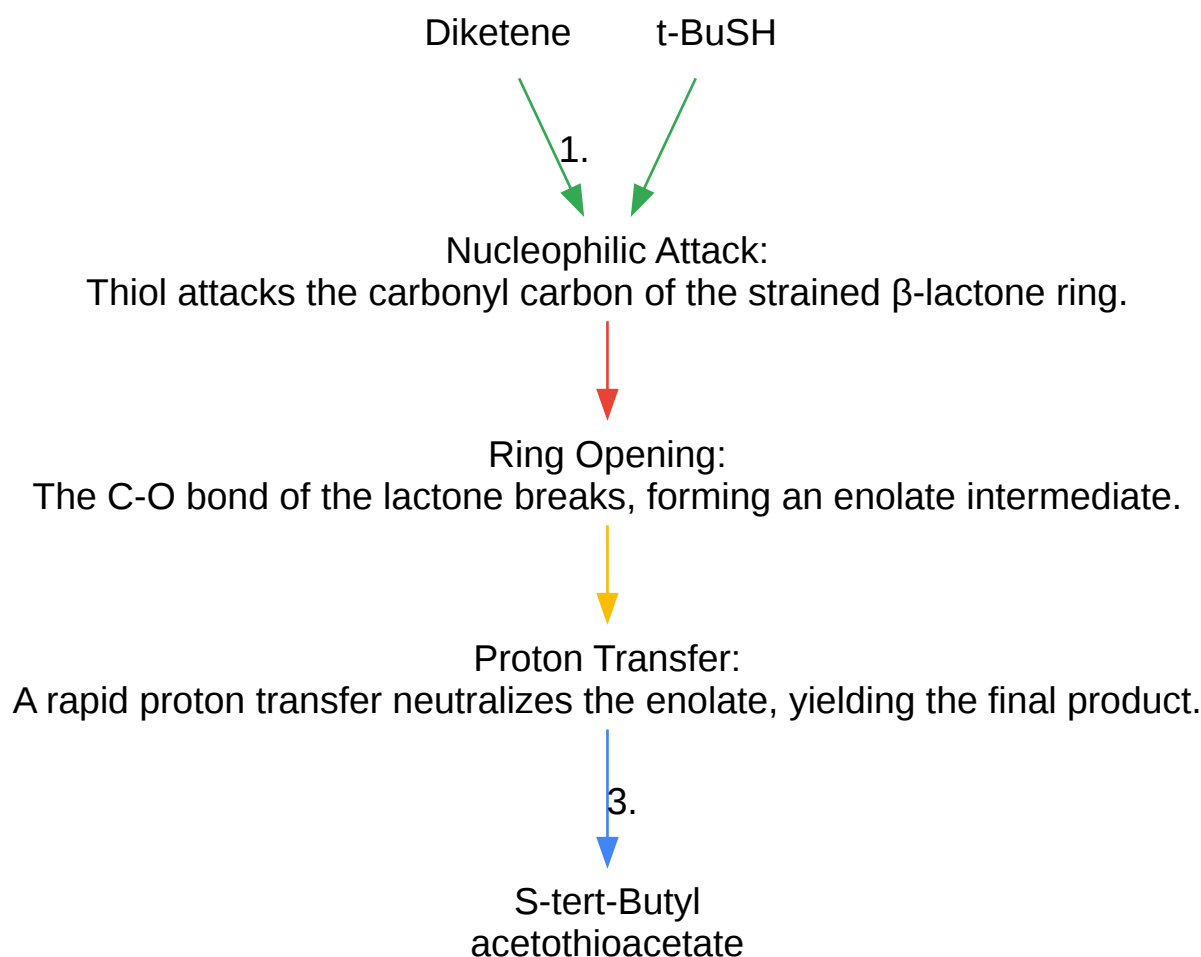 Diketene t-BuSH
1.
Nucleophilic Attack:
Thiol attacks the carbonyl carbon of the strained β-lactone ring.
Ring Opening:
The C-O bond of the lactone breaks, forming an enolate intermediate.
Proton Transfer:
A rapid proton transfer neutralizes the enolate, yielding the final product.
3.
S-tert-Butyl
acetothioacetate